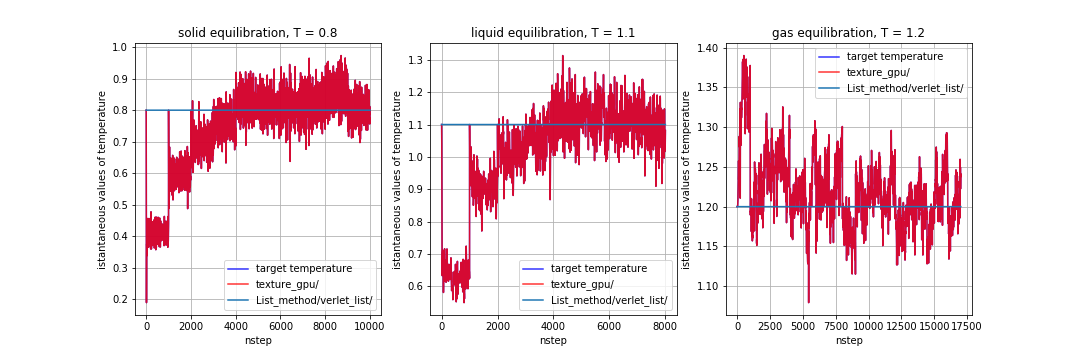 solid equilibration, T = 0.8
istantaneous values of temperature
1.0
0.9
0.8
0.7
0.6
0.5
0.4
0.3
0.2
0 2000 4000 6000 8000 10000
nstep
target temperature
texture_gpu/
List_method/verlet_list/
liquid equilibration, T = 1.1
istantaneous values of temperature
1.3
1.2
1.1
1.0
0.9
0.8
0.7
0.6
0 2000 4000 6000 8000
nstep
target temperature
texture_gpu/
List_method/verlet_list/
gas equilibration, T = 1.2
istantaneous values of temperature
1.40
1.35
1.30
1.25
1.20
1.15
1.10
0 2500 5000 7500 10000 12500 15000 17500
nstep
target temperature
texture_gpu/
List_method/verlet_list/